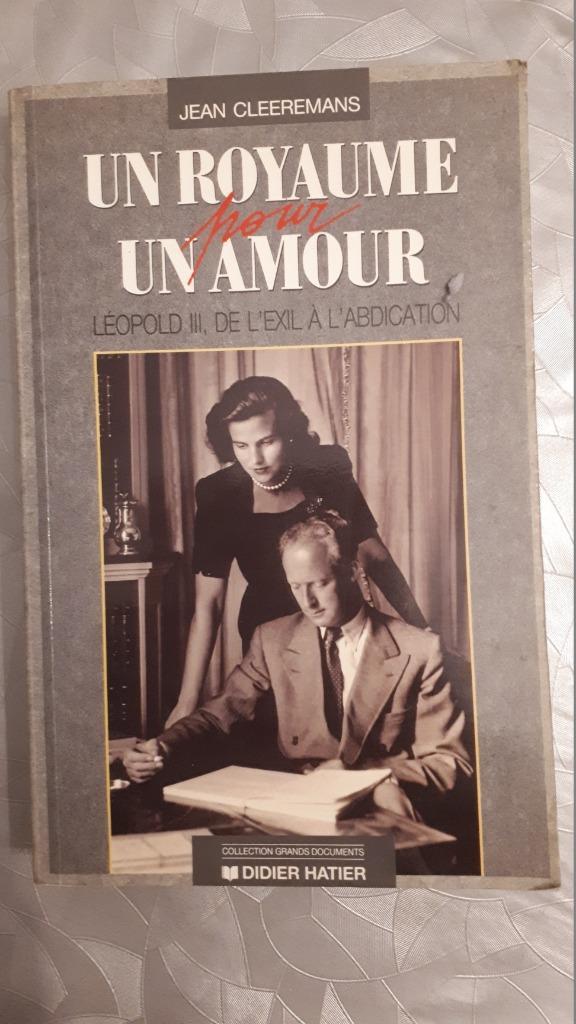 JEAN CLEEREMANS
UN ROYAUME
pour
UN AMOUR
LÉOPOLD III, DE L'EXIL À L'ABDICATION
COLLECTION GRANDS DOCUMENTS
DIDIER HATIER